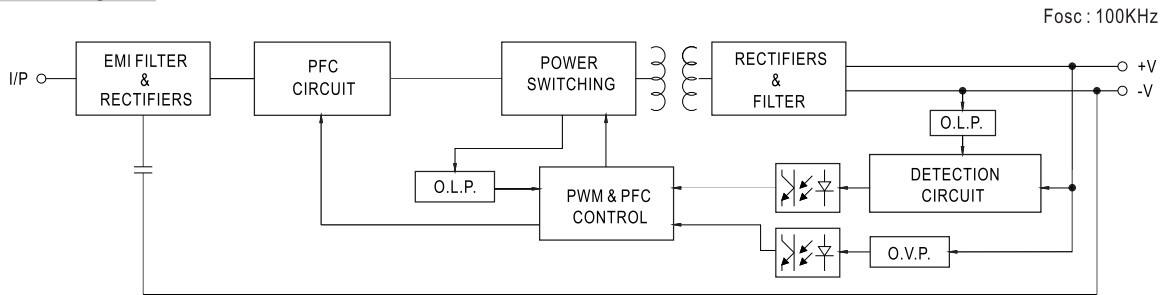 Fosc : 100KHz
I/P
EMI FILTER
&
RECTIFIERS
PFC
CIRCUIT
POWER
SWITCHING
RECTIFIERS
&
FILTER
+V
-V
O.L.P.
O.L.P.
PWM & PFC
CONTROL
DETECTION
CIRCUIT
O.V.P.